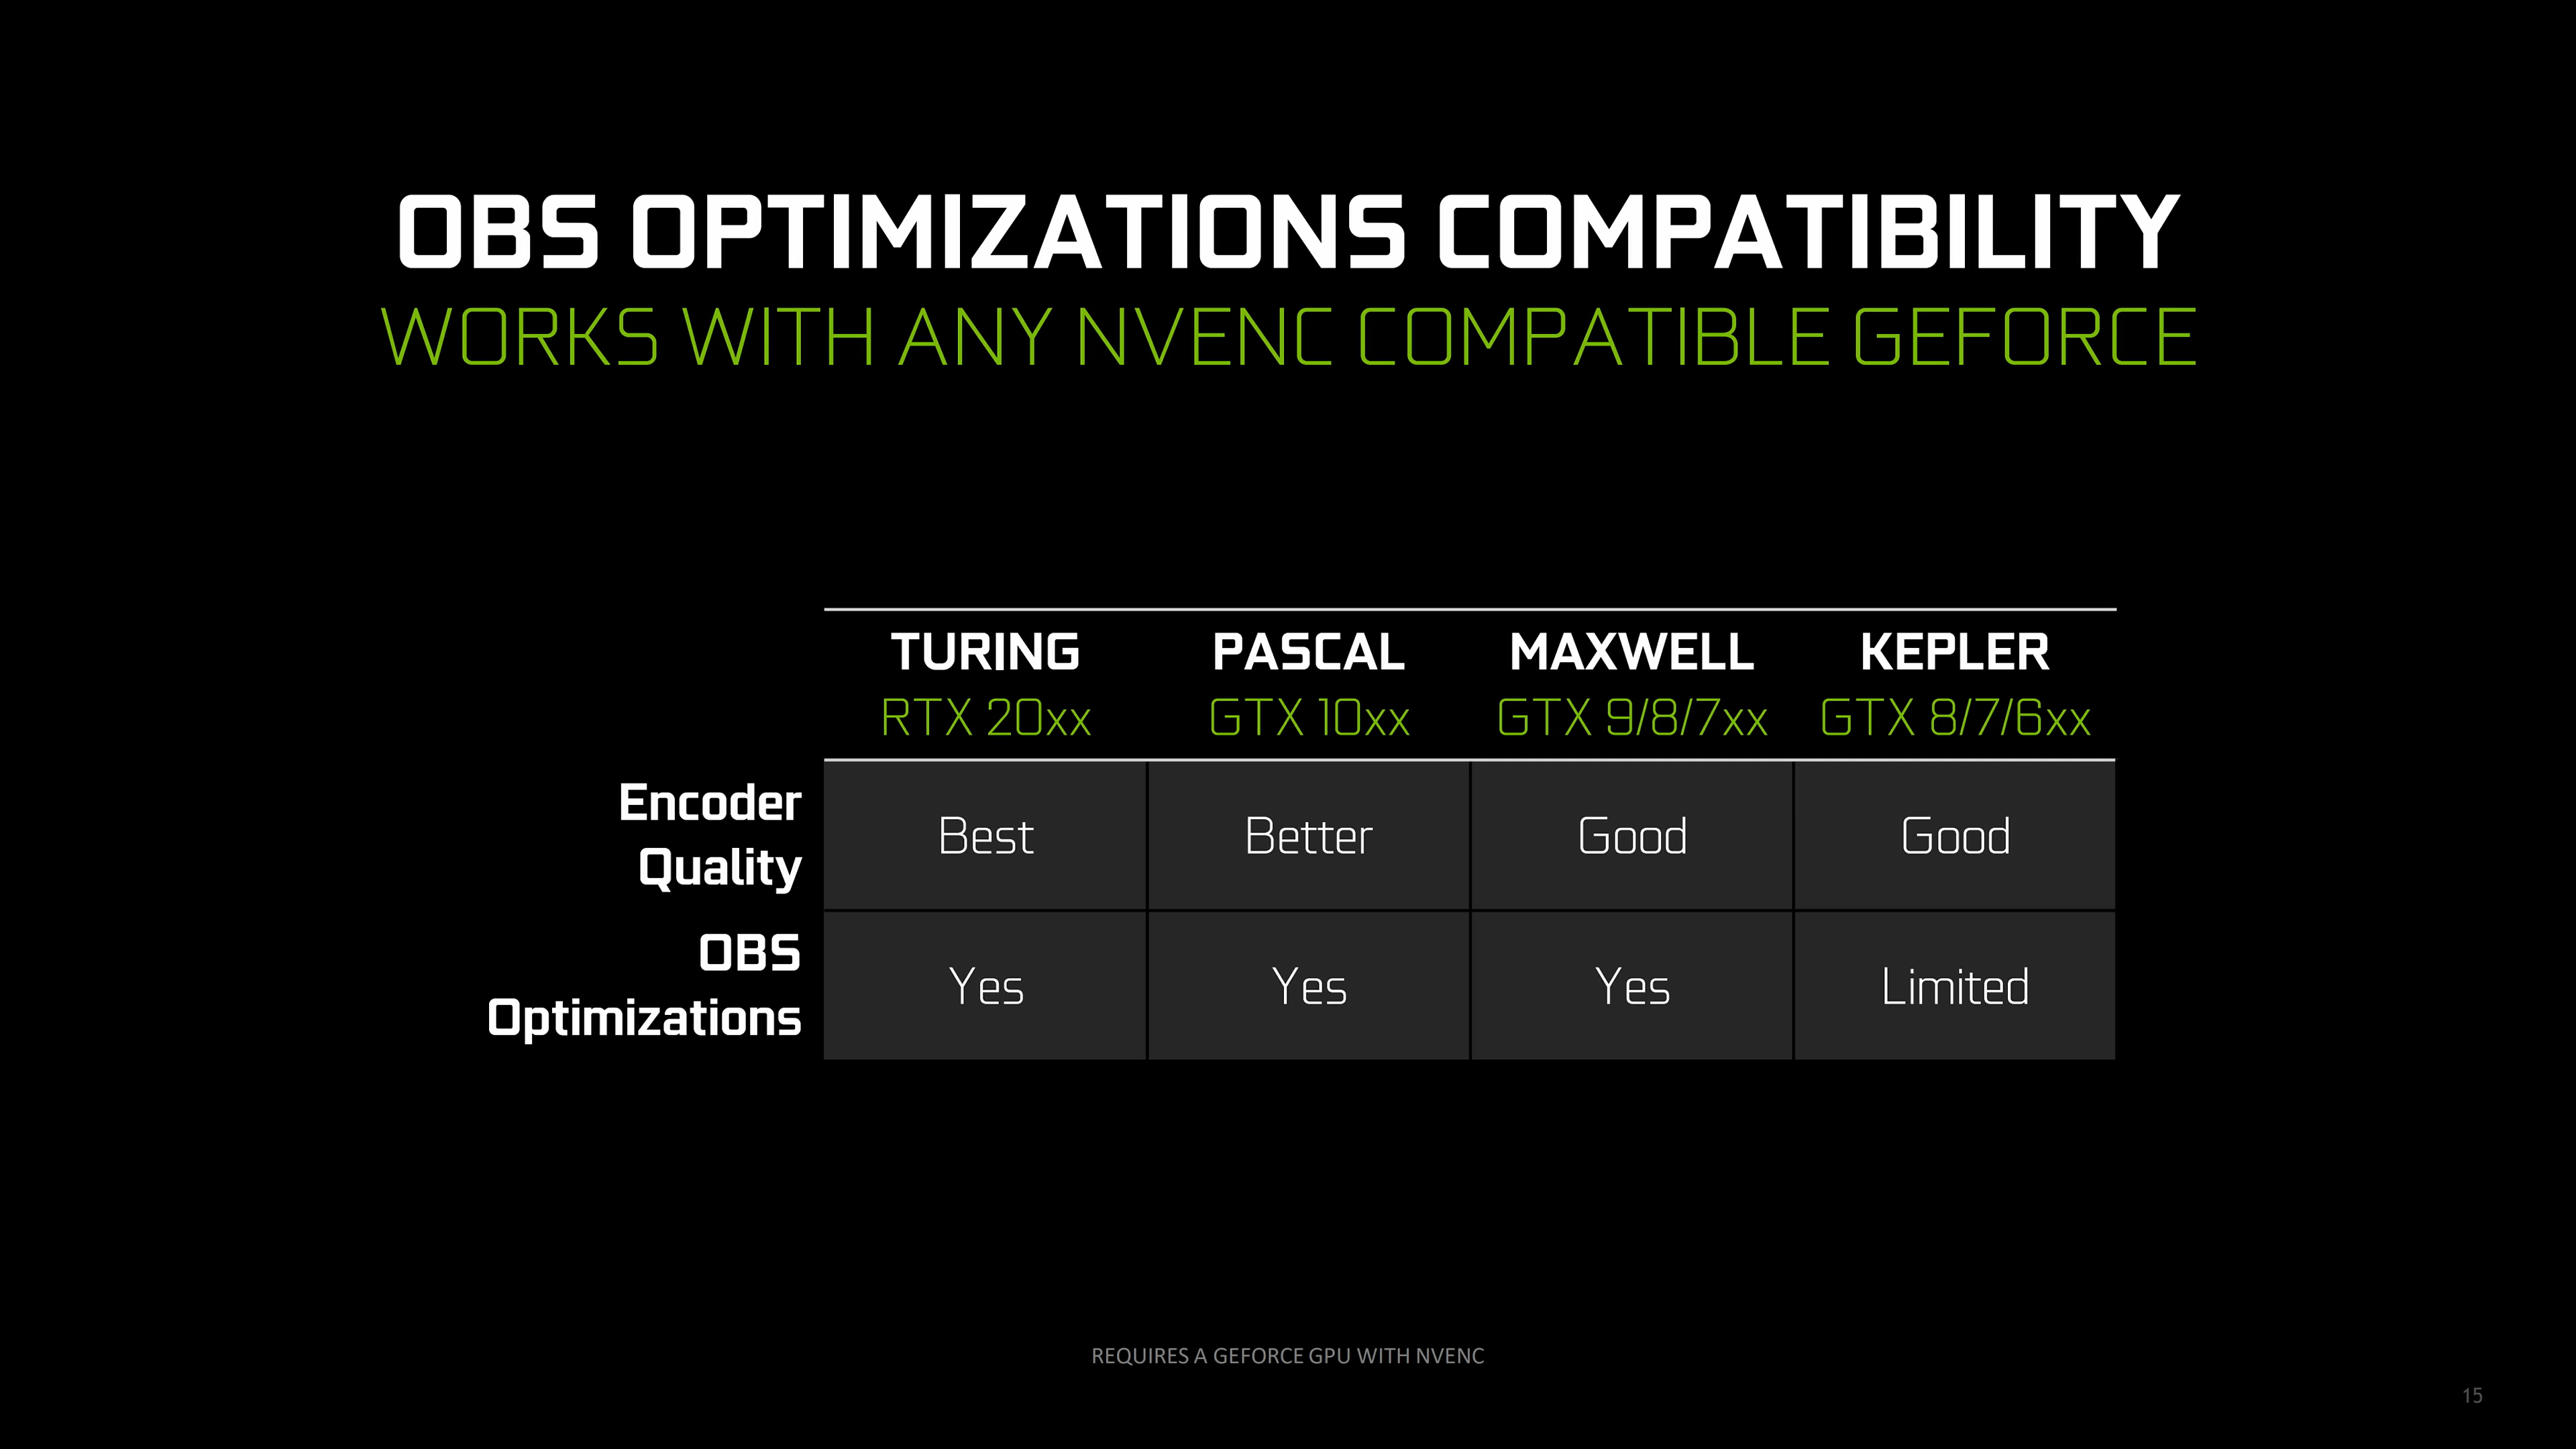 OBS OPTIMIZATIONS COMPATIBILITY
WORKS WITH ANY NVENC COMPATIBLE GEFORCE
TURING PASCAL MAXWELL KEPLER
RTX 20xx GTX 10xx GTX 9/8/7xx GTX 8/7/6xx
Encoder
Quality
Best Better Good Good
OBS
Optimizations
Yes Yes Yes Limited
REQUIRES A GEFORCE GPU WITH NVENC
15